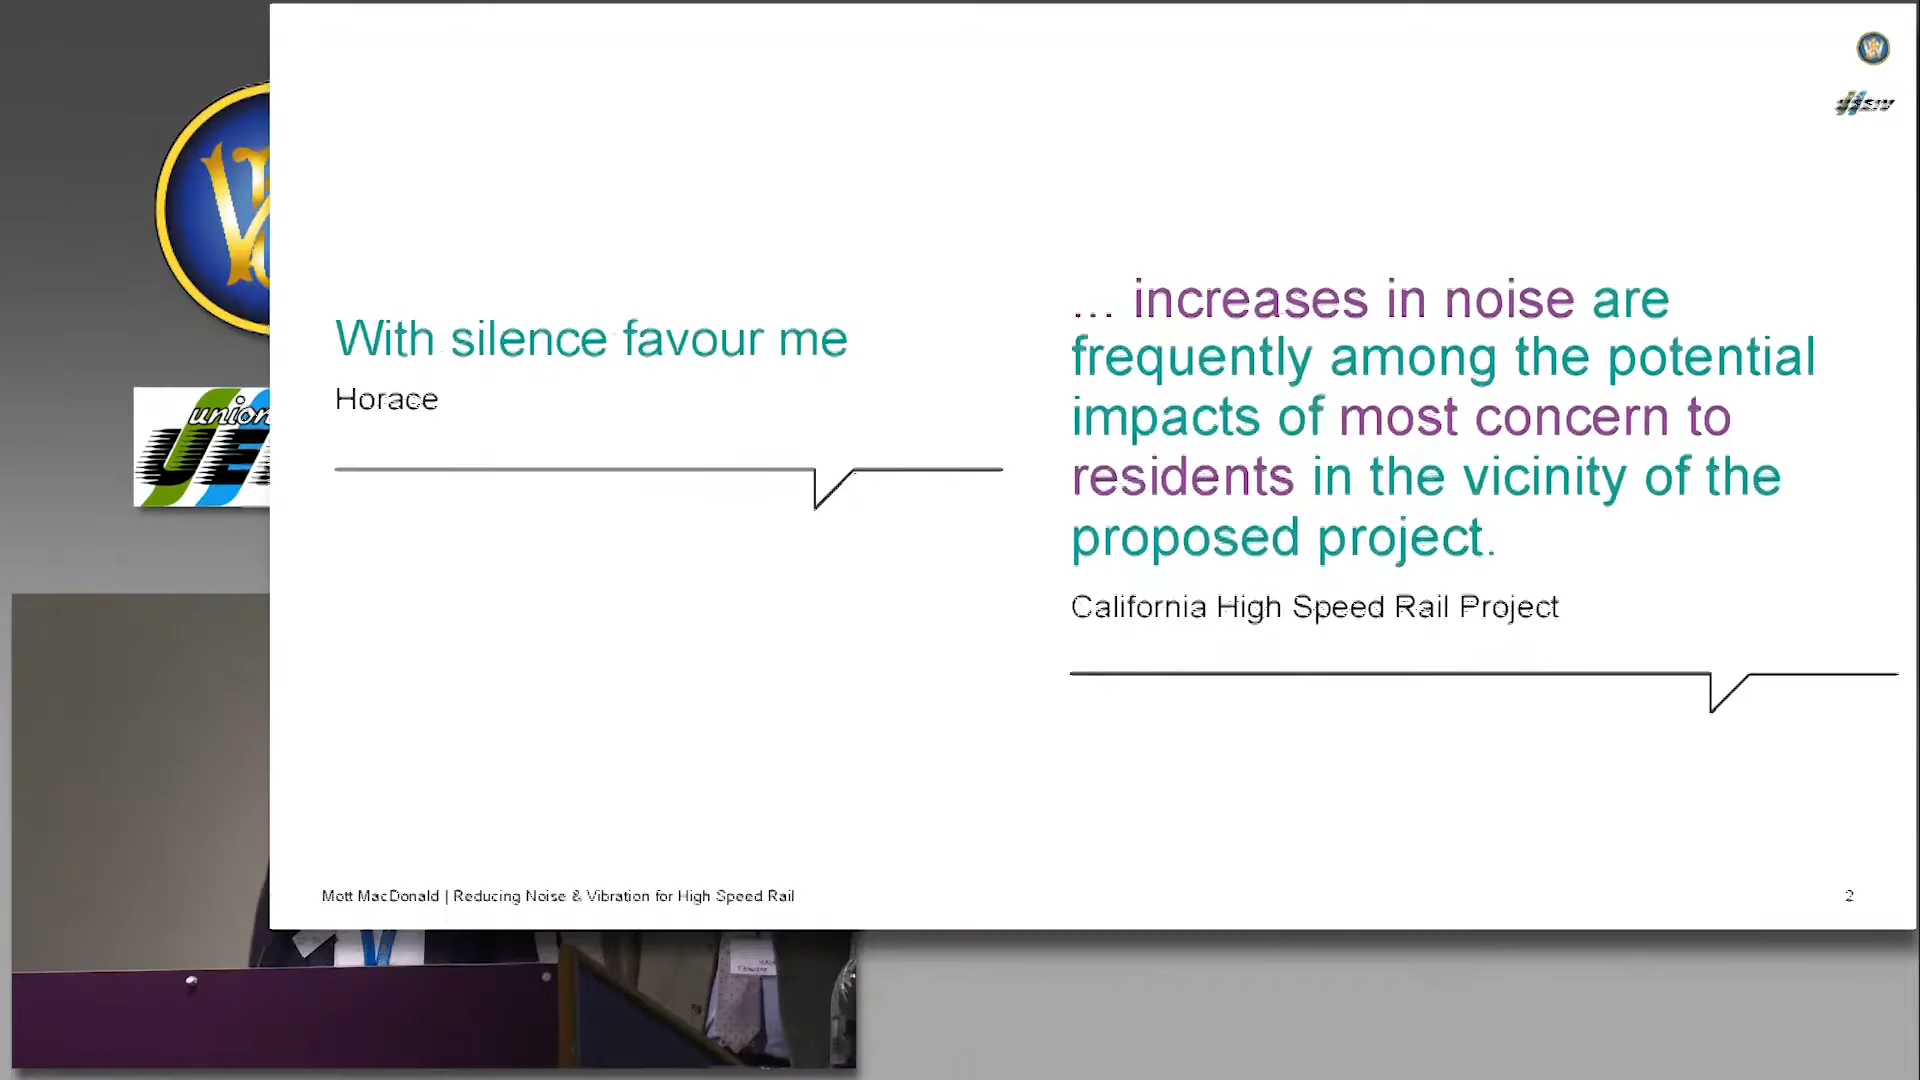 With silence favour me
Horace
... increases in noise are
frequently among the potential
impacts of most concern to
residents in the vicinity of the
proposed project.
California High Speed Rail Project
union
Mott MacDonald | Reducing Noise & Vibration for High Speed Rail
2